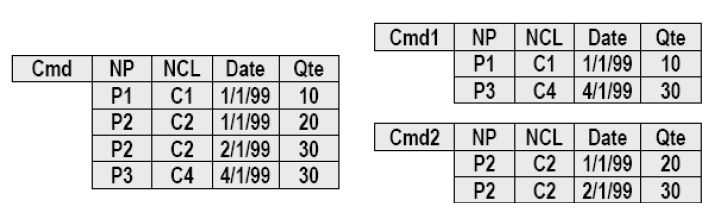 Cmd NP NCL Date Qte
P1 C1 1/1/99 10
P2 C2 1/1/99 20
P2 C2 2/1/99 30
P3 C4 4/1/99 30
Cmd1 NP NCL Date Qte
P1 C1 1/1/99 10
P3 C4 4/1/99 30
Cmd2 NP NCL Date Qte
P2 C2 1/1/99 20
P2 C2 2/1/99 30